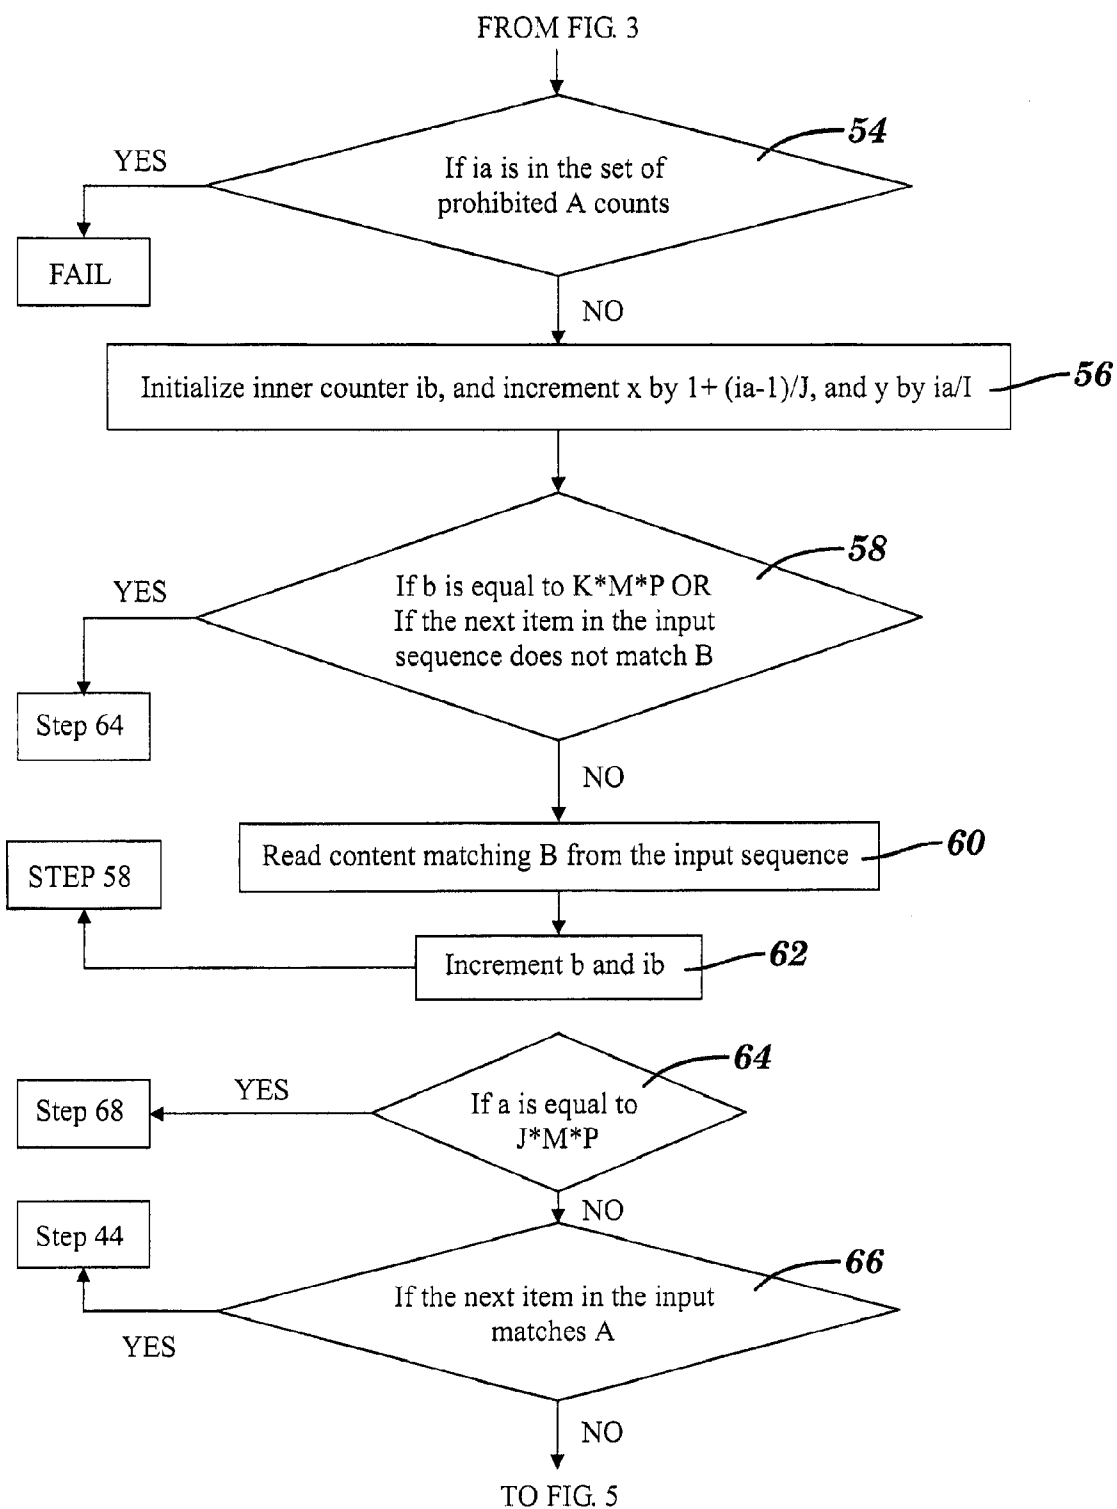 FROM FIG. 3
54
YES
If ia is in the set of
prohibited A counts
FAIL
NO
Initialize inner counter ib, and increment x by 1+ (ia-1)/J, and y by ia/I
56
58
YES
If b is equal to K*M*P OR
If the next item in the input
sequence does not match B
Step 64
NO
Read content matching B from the input sequence
60
STEP 58
Increment b and ib
62
64
YES
Step 68
If a is equal to
J*M*P
NO
Step 44
66
If the next item in the input
matches A
YES
NO
TO FIG. 5